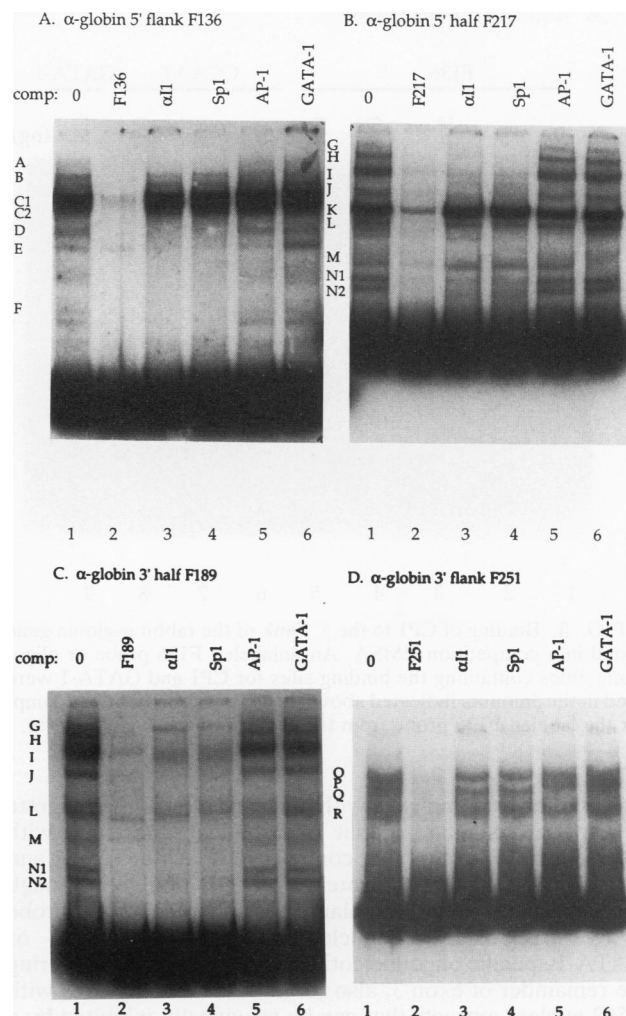 A. α-globin 5' flank F136
comp: 0 F136 αI1 Sp1 AP-1 GATA-1
A
B
C1
C2
D
E
F
1 2 3 4 5 6
B. α-globin 5' half F217
0 F217 αI1 Sp1 AP-1 GATA-1
G
H
I
J
K
L
M
N1
N2
1 2 3 4 5 6
C. α-globin 3' half F189
comp: 0 F189 αI1 Sp1 AP-1 GATA-1
G
H
I
J
L
M
N1
N2
1 2 3 4 5 6
D. α-globin 3' flank F251
0 F251 αI1 Sp1 AP-1 GATA-1
O
P
Q
R
1 2 3 4 5 6